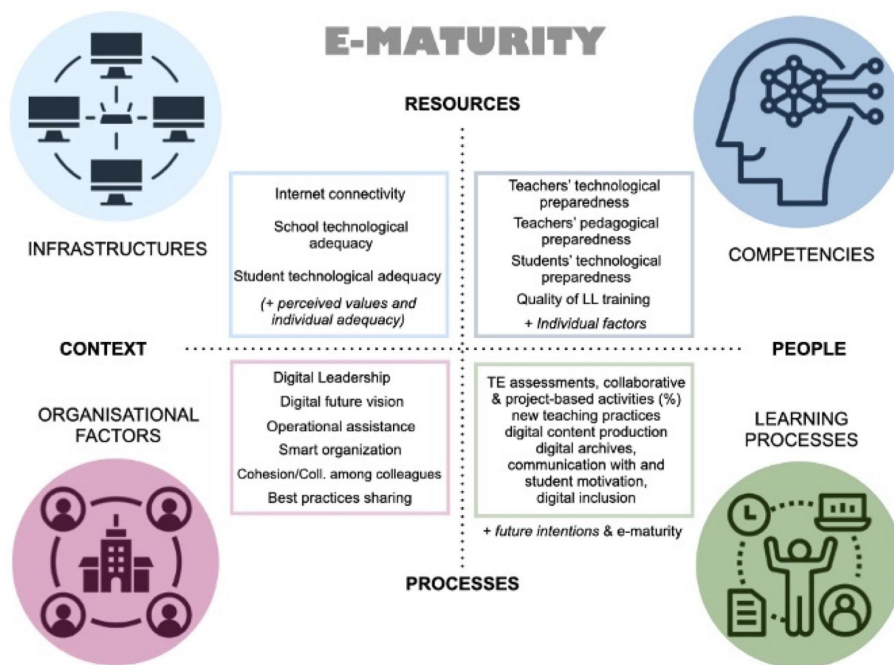 E-MATURITY
RESOURCES
INFRASTRUCTURES
Internet connectivity
School technological
adequacy
Student technological adequacy
(+ perceived values and
individual adequacy)
Teachers' technological
preparedness
Teachers' pedagogical
preparedness
Students' technological
preparedness
Quality of LL training
+ Individual factors
COMPETENCIES
CONTEXT
PEOPLE
ORGANISATIONAL
FACTORS
Digital Leadership
Digital future vision
Operational assistance
Smart organization
Cohesion/Coll. among colleagues
Best practices sharing
TE assessments, collaborative
& project-based activities (%)
new teaching practices
digital content production
digital archives,
communication with and
student motivation,
digital inclusion
+ future intentions & e-maturity
LEARNING
PROCESSES
PROCESSES